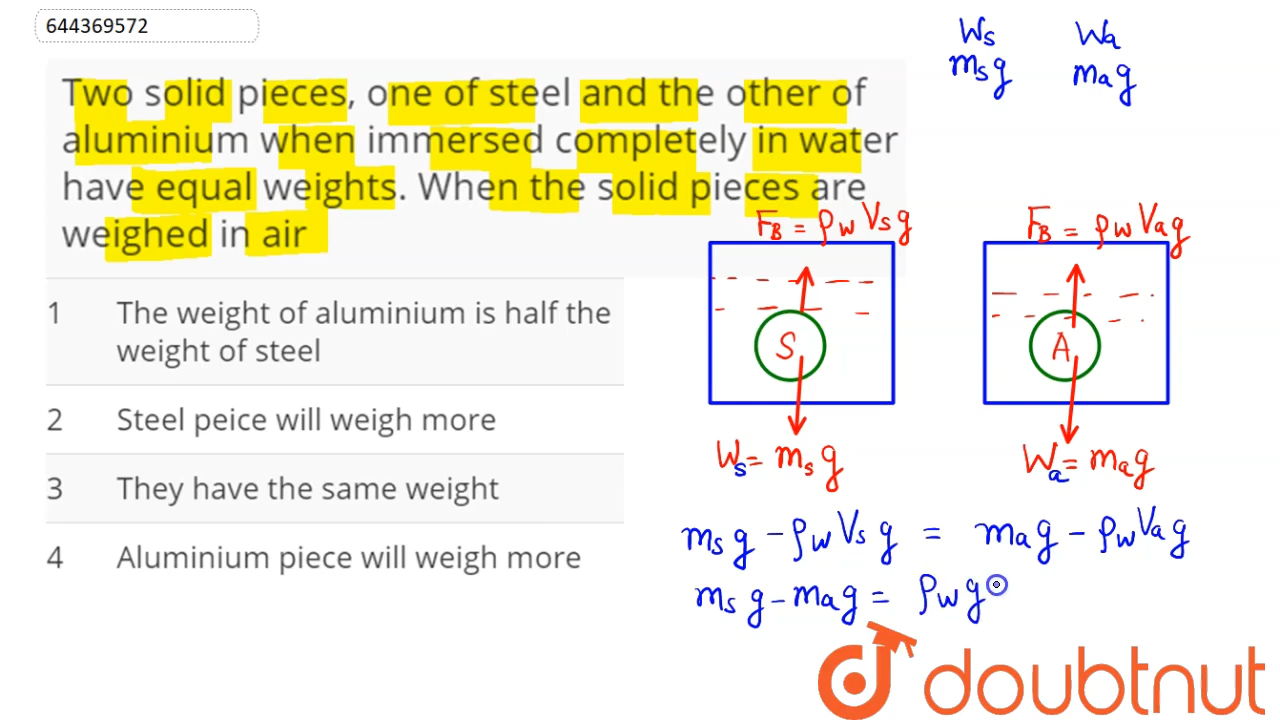 644369572
Two solid pieces, one of steel and the other of
aluminium when immersed completely in water
have equal weights. When the solid pieces are
weighed in air
1 The weight of aluminium is half the
weight of steel
2 Steel peice will weigh more
3 They have the same weight
4 Aluminium piece will weigh more
Ws Wa
msg mag
FB = ρw Vs g
FB = ρw Va g
S
A
Ws = ms g
Wa = mag
ms g - ρw Vs g = mag - ρw Va g
ms g - mag = ρw g
doubtnut